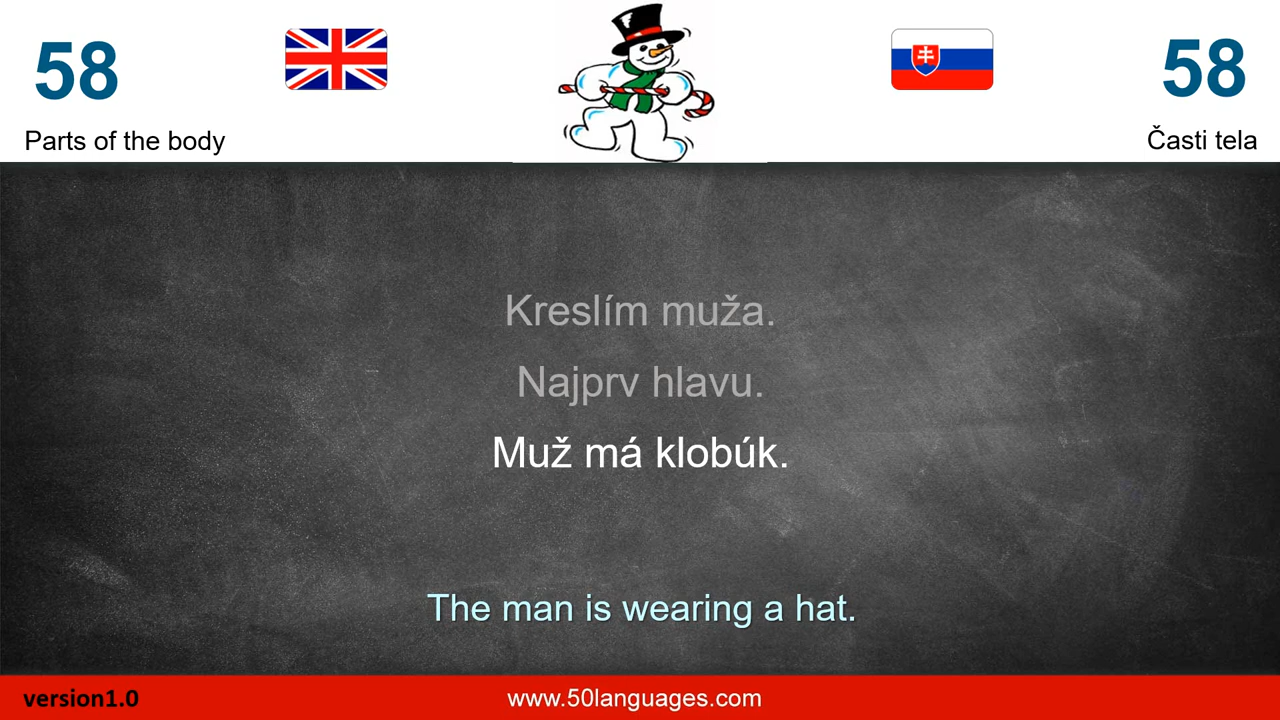 58
58
Parts of the body
Časti tela
Kreslím muža.
Najprv hlavu.
Muž má klobúk.
The man is wearing a hat.
version1.0
www.50languages.com